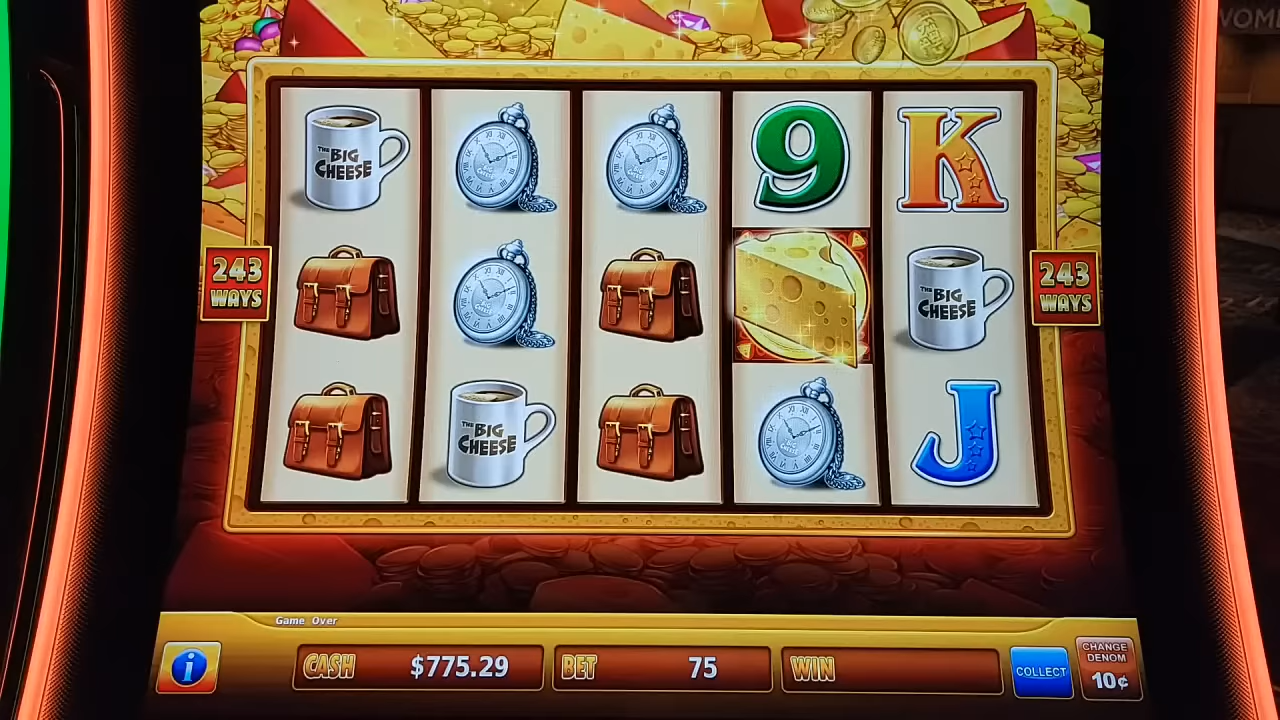 THE
BIG
CHEESE
9
K
243
WAYS
THE
BIG
CHEESE
243
WAYS
THE
BIG
CHEESE
J
Game Over
CASH $775.29
BET 75
WIN
COLLECT
CHANGE
DENOM
10¢